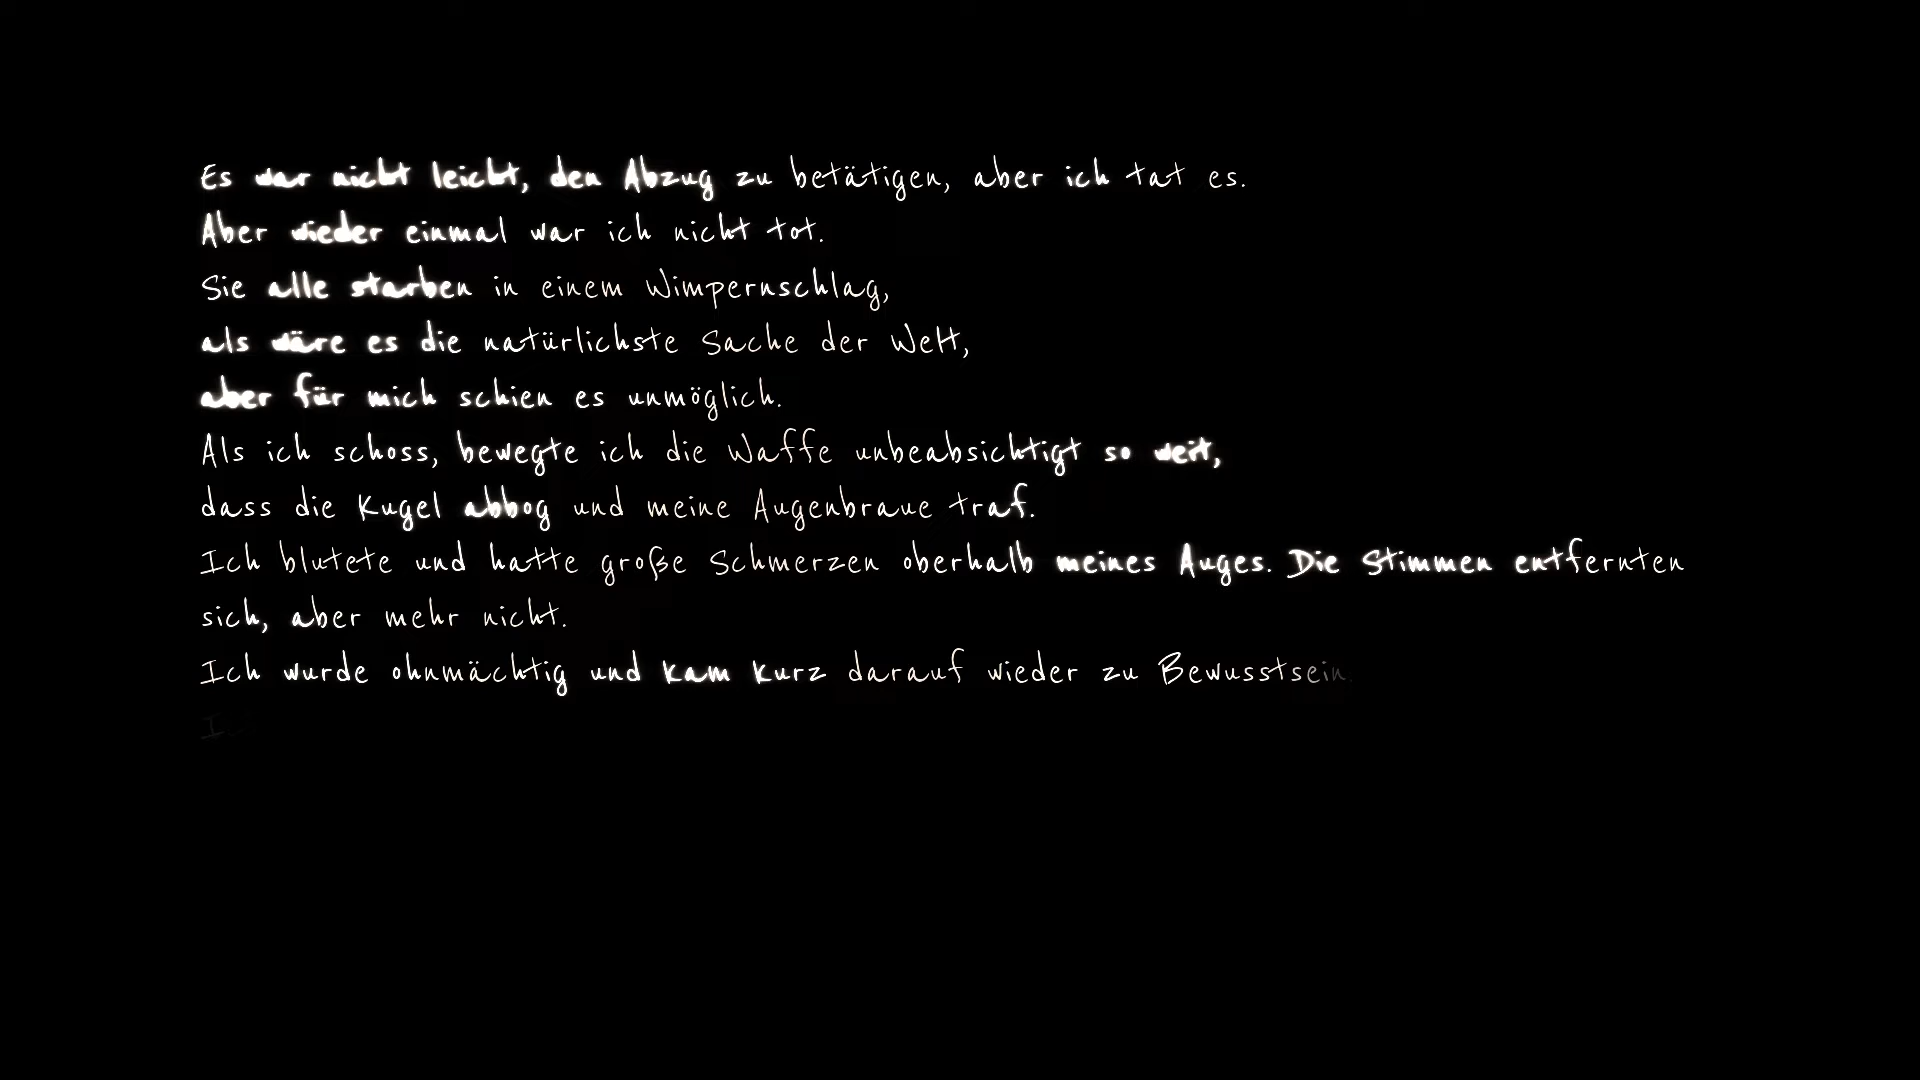 Es war nicht leicht, den Abzug zu betätigen, aber ich tat es.
Aber wieder einmal war ich nicht tot.
Sie alle starben in einem Wimpernschlag,
als wäre es die natürlichste Sache der Welt,
aber für mich schien es unmöglich.
Als ich schoss, bewegte ich die Waffe unbeabsichtigt so weit,
dass die Kugel abbog und meine Augenbraue traf.
Ich blutete und hatte große Schmerzen oberhalb meines Auges. Die Stimmen entfernten
sich, aber mehr nicht.
Ich wurde ohnmächtig und kam kurz darauf wieder zu Bewusstsein.